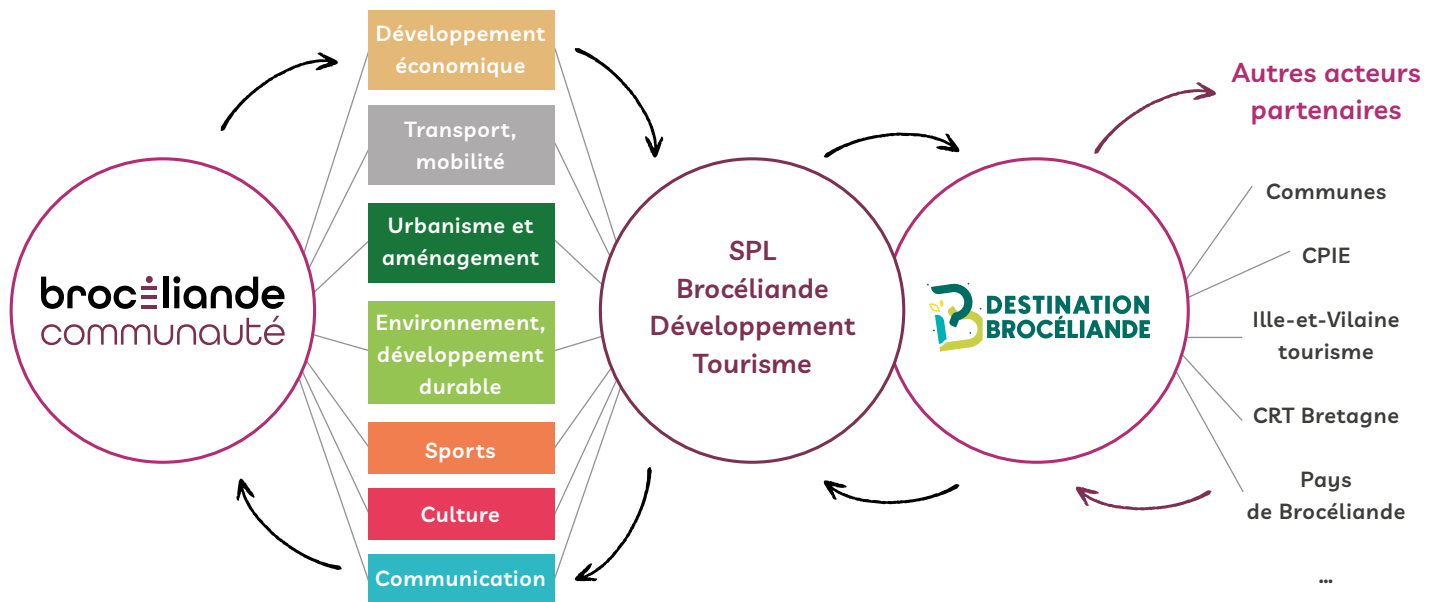 brocéliande
communauté
Développement
économique
Transport,
mobilité
Urbanisme et
aménagement
Environnement,
développement
durable
Sports
Culture
Communication
SPL
Brocéliande
Développement
Tourisme
DESTINATION
BROCÉLIANDE
Autres acteurs
partenaires
Communes
CPIE
Ille-et-Vilaine
tourisme
CRT Bretagne
Pays
de Brocéliande
...